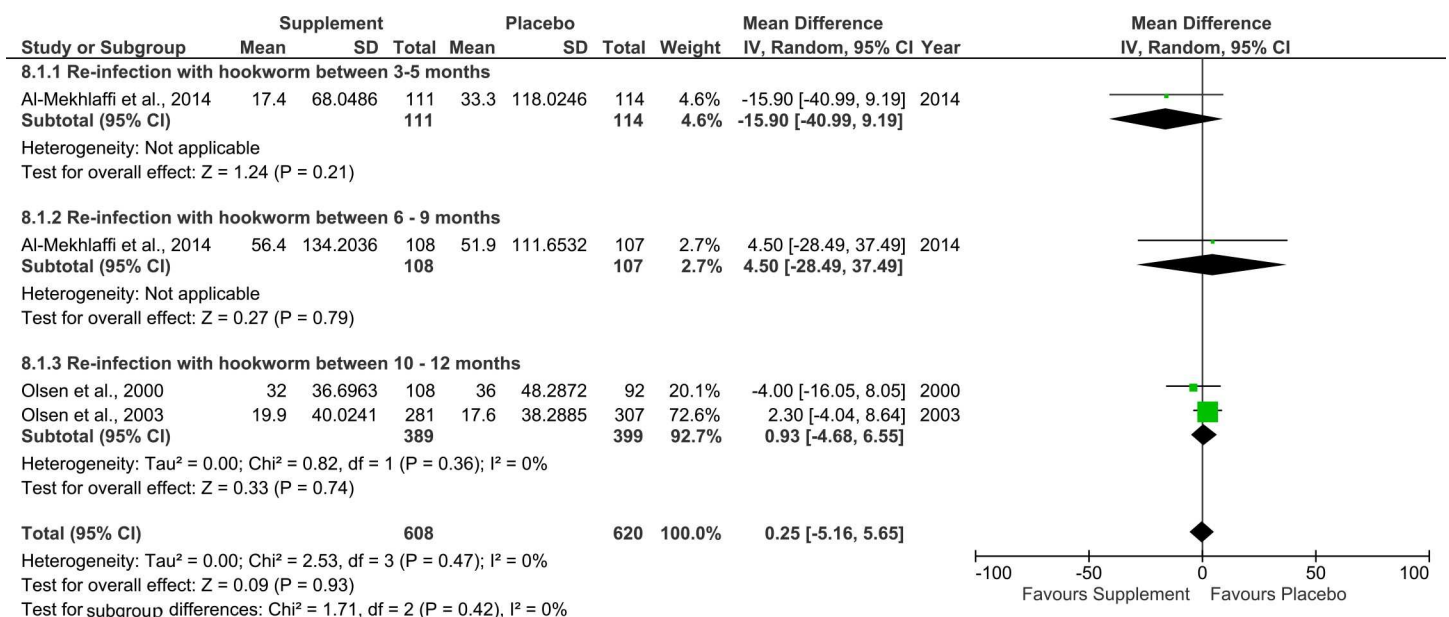 Supplement Placebo Mean Difference Mean Difference
Study or Subgroup Mean SD Total Mean SD Total Weight IV, Random, 95% CI Year IV, Random, 95% CI
8.1.1 Re-infection with hookworm between 3-5 months
Al-Mekhlaffi et al., 2014 17.4 68.0486 111 33.3 118.0246 114 4.6% -15.90 [-40.99, 9.19] 2014
Subtotal (95% CI) 111 114 4.6% -15.90 [-40.99, 9.19]
Heterogeneity: Not applicable
Test for overall effect: Z = 1.24 (P = 0.21)
8.1.2 Re-infection with hookworm between 6 - 9 months
Al-Mekhlaffi et al., 2014 56.4 134.2036 108 51.9 111.6532 107 2.7% 4.50 [-28.49, 37.49] 2014
Subtotal (95% CI) 108 107 2.7% 4.50 [-28.49, 37.49]
Heterogeneity: Not applicable
Test for overall effect: Z = 0.27 (P = 0.79)
8.1.3 Re-infection with hookworm between 10 - 12 months
Olsen et al., 2000 32 36.6963 108 36 48.2872 92 20.1% -4.00 [-16.05, 8.05] 2000
Olsen et al., 2003 19.9 40.0241 281 17.6 38.2885 307 72.6% 2.30 [-4.04, 8.64] 2003
Subtotal (95% CI) 389 399 92.7% 0.93 [-4.68, 6.55]
Heterogeneity: Tau² = 0.00; Chi² = 0.82, df = 1 (P = 0.36); I² = 0%
Test for overall effect: Z = 0.33 (P = 0.74)
Total (95% CI) 608 620 100.0% 0.25 [-5.16, 5.65]
Heterogeneity: Tau² = 0.00; Chi² = 2.53, df = 3 (P = 0.47); I² = 0%
Test for overall effect: Z = 0.09 (P = 0.93)
Test for subgroup differences: Chi² = 1.71, df = 2 (P = 0.42), I² = 0%
-100 -50 0 50 100
Favours Supplement Favours Placebo